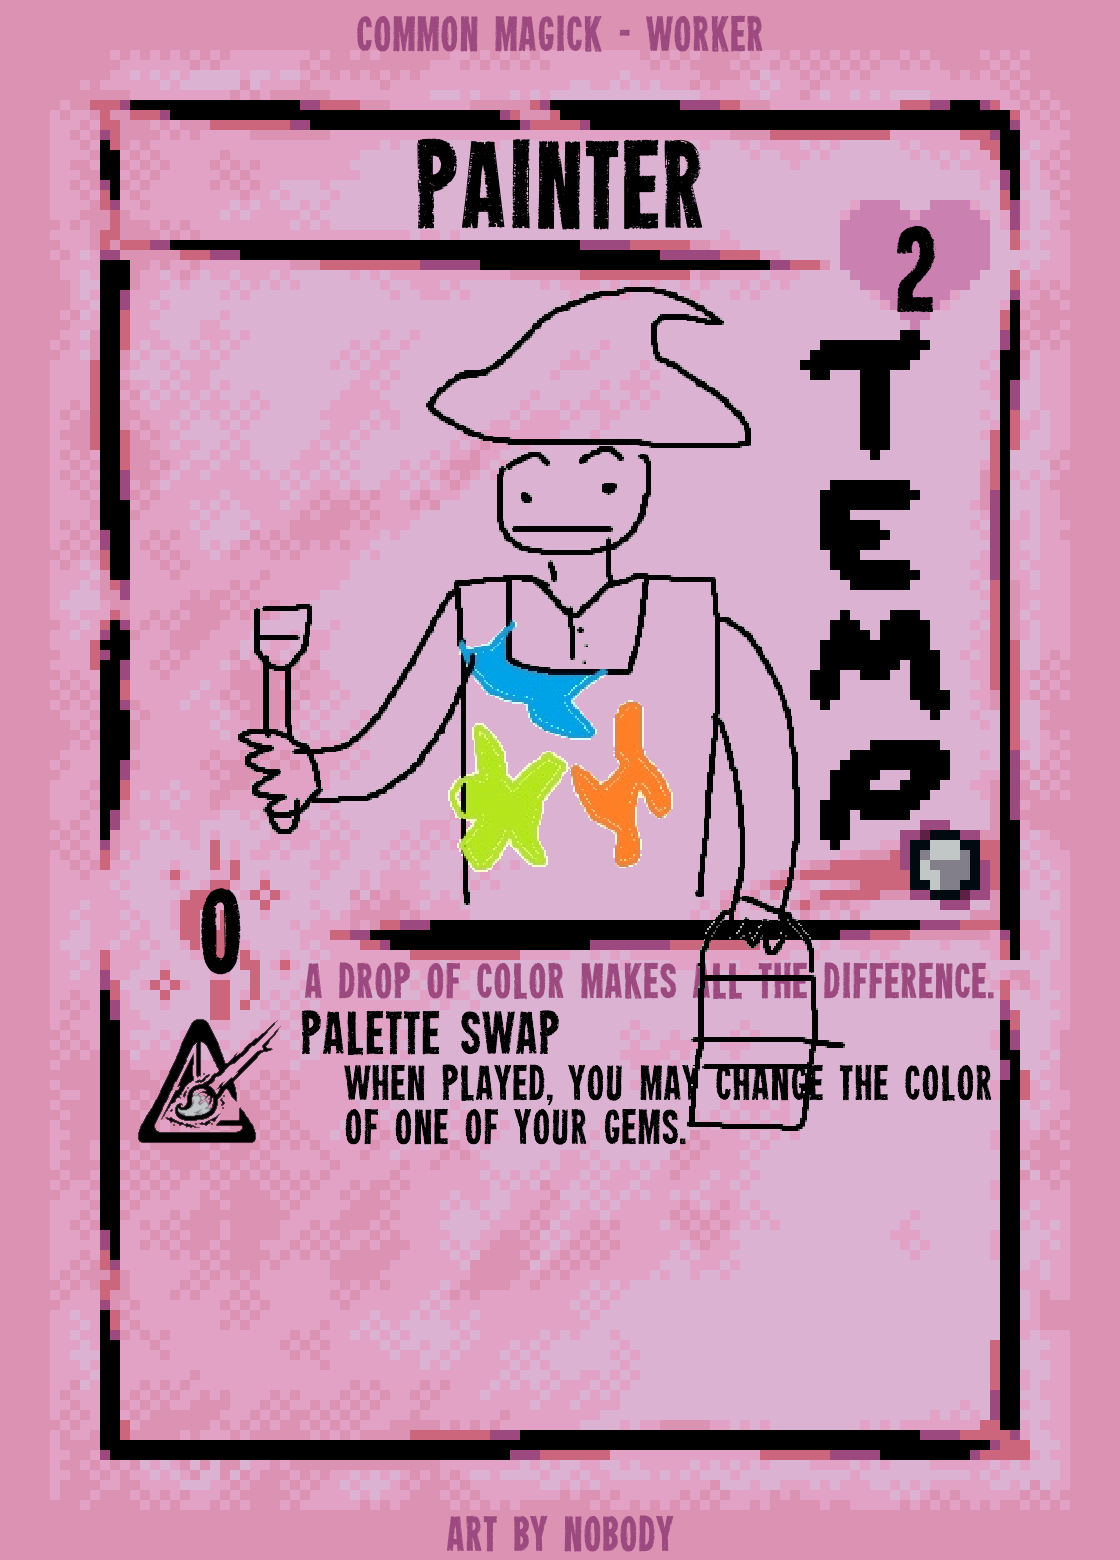 COMMON MAGICK - WORKER
PAINTER
2
TEMP
0
A DROP OF COLOR MAKES ALL THE DIFFERENCE.
PALETTE SWAP
WHEN PLAYED, YOU MAY CHANGE THE COLOR
OF ONE OF YOUR GEMS.
ART BY NOBODY